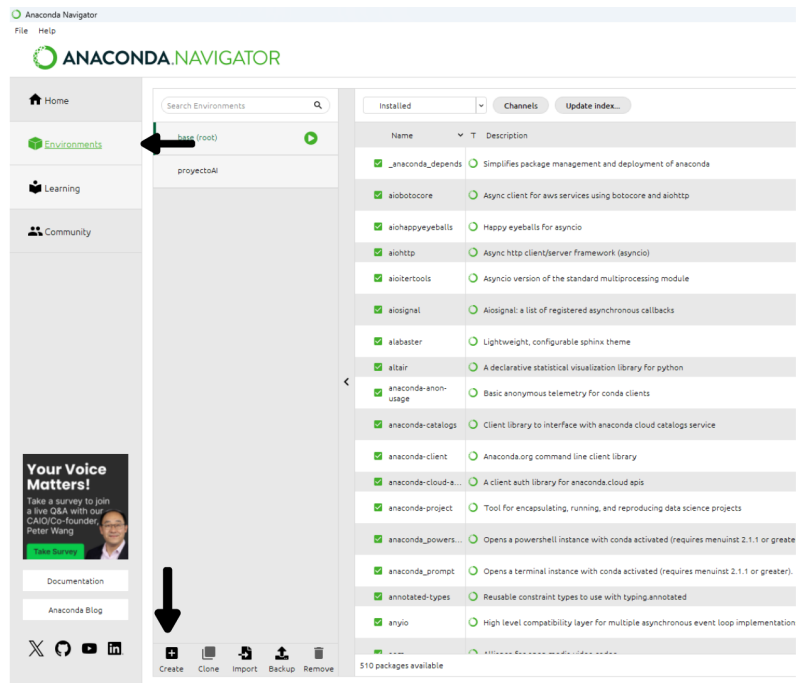 Anaconda Navigator
File Help
ANACONDA.NAVIGATOR
Home
Environments
Learning
Community
Your Voice
Matters!
Take a survey to join
a live Q&A with our
CAIO/Co-founder,
Peter Wang
Take Survey
Documentation
Anaconda Blog
Search Environments
base (root)
proyectoAI
Create Clone Import Backup Remove
Installed Channels Update index...
Name T Description
_anaconda_depends Simplifies package management and deployment of anaconda
aiobotocore Async client for aws services using botocore and aiohttp
aiohappyeyeballs Happy eyeballs for asyncio
aiohttp Async http client/server framework (asyncio)
aioitertools Asyncio version of the standard multiprocessing module
aiosignal Aiosignal: a list of registered asynchronous callbacks
alabaster Lightweight, configurable sphinx theme
altair A declarative statistical visualization library for python
anaconda-anon-
usage Basic anonymous telemetry for conda clients
anaconda-catalogs Client library to interface with anaconda cloud catalogs service
anaconda-client Anaconda.org command line client library
anaconda-cloud-a... A client auth library for anaconda.cloud apis
anaconda-project Tool for encapsulating, running, and reproducing data science projects
anaconda_powers... Opens a powershell instance with conda activated (requires menuinst 2.1.1 or greate
anaconda_prompt Opens a terminal instance with conda activated (requires menuinst 2.1.1 or greater).
annotated-types Reusable constraint types to use with typing.annotated
anyio High level compatibility layer for multiple asynchronous event loop implementation
510 packages available